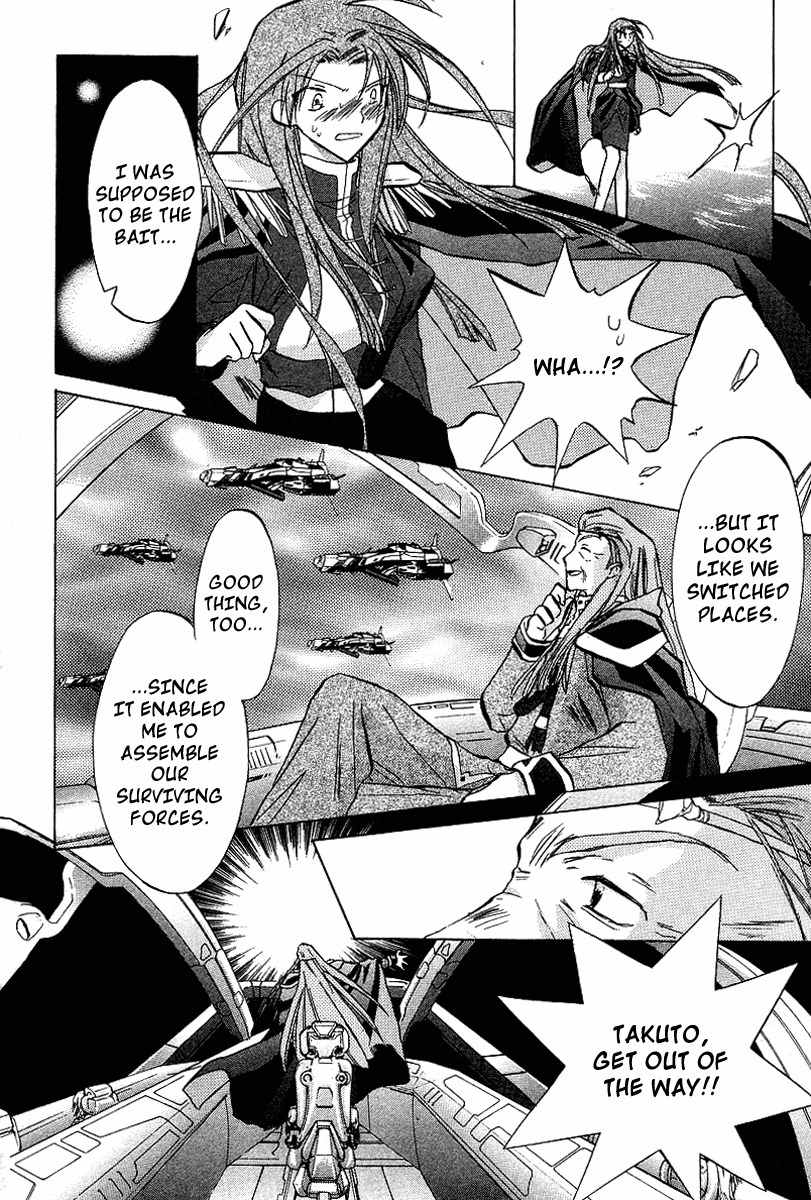 WHA...!?
I WAS
SUPPOSED
TO BE THE
BAIT...
...BUT IT
LOOKS
LIKE WE
SWITCHED
PLACES.
GOOD
THING,
TOO...
...SINCE
IT ENABLED
ME TO
ASSEMBLE
OUR
SURVIVING
FORCES.
TAKUTO,
GET OUT OF
THE WAY!!